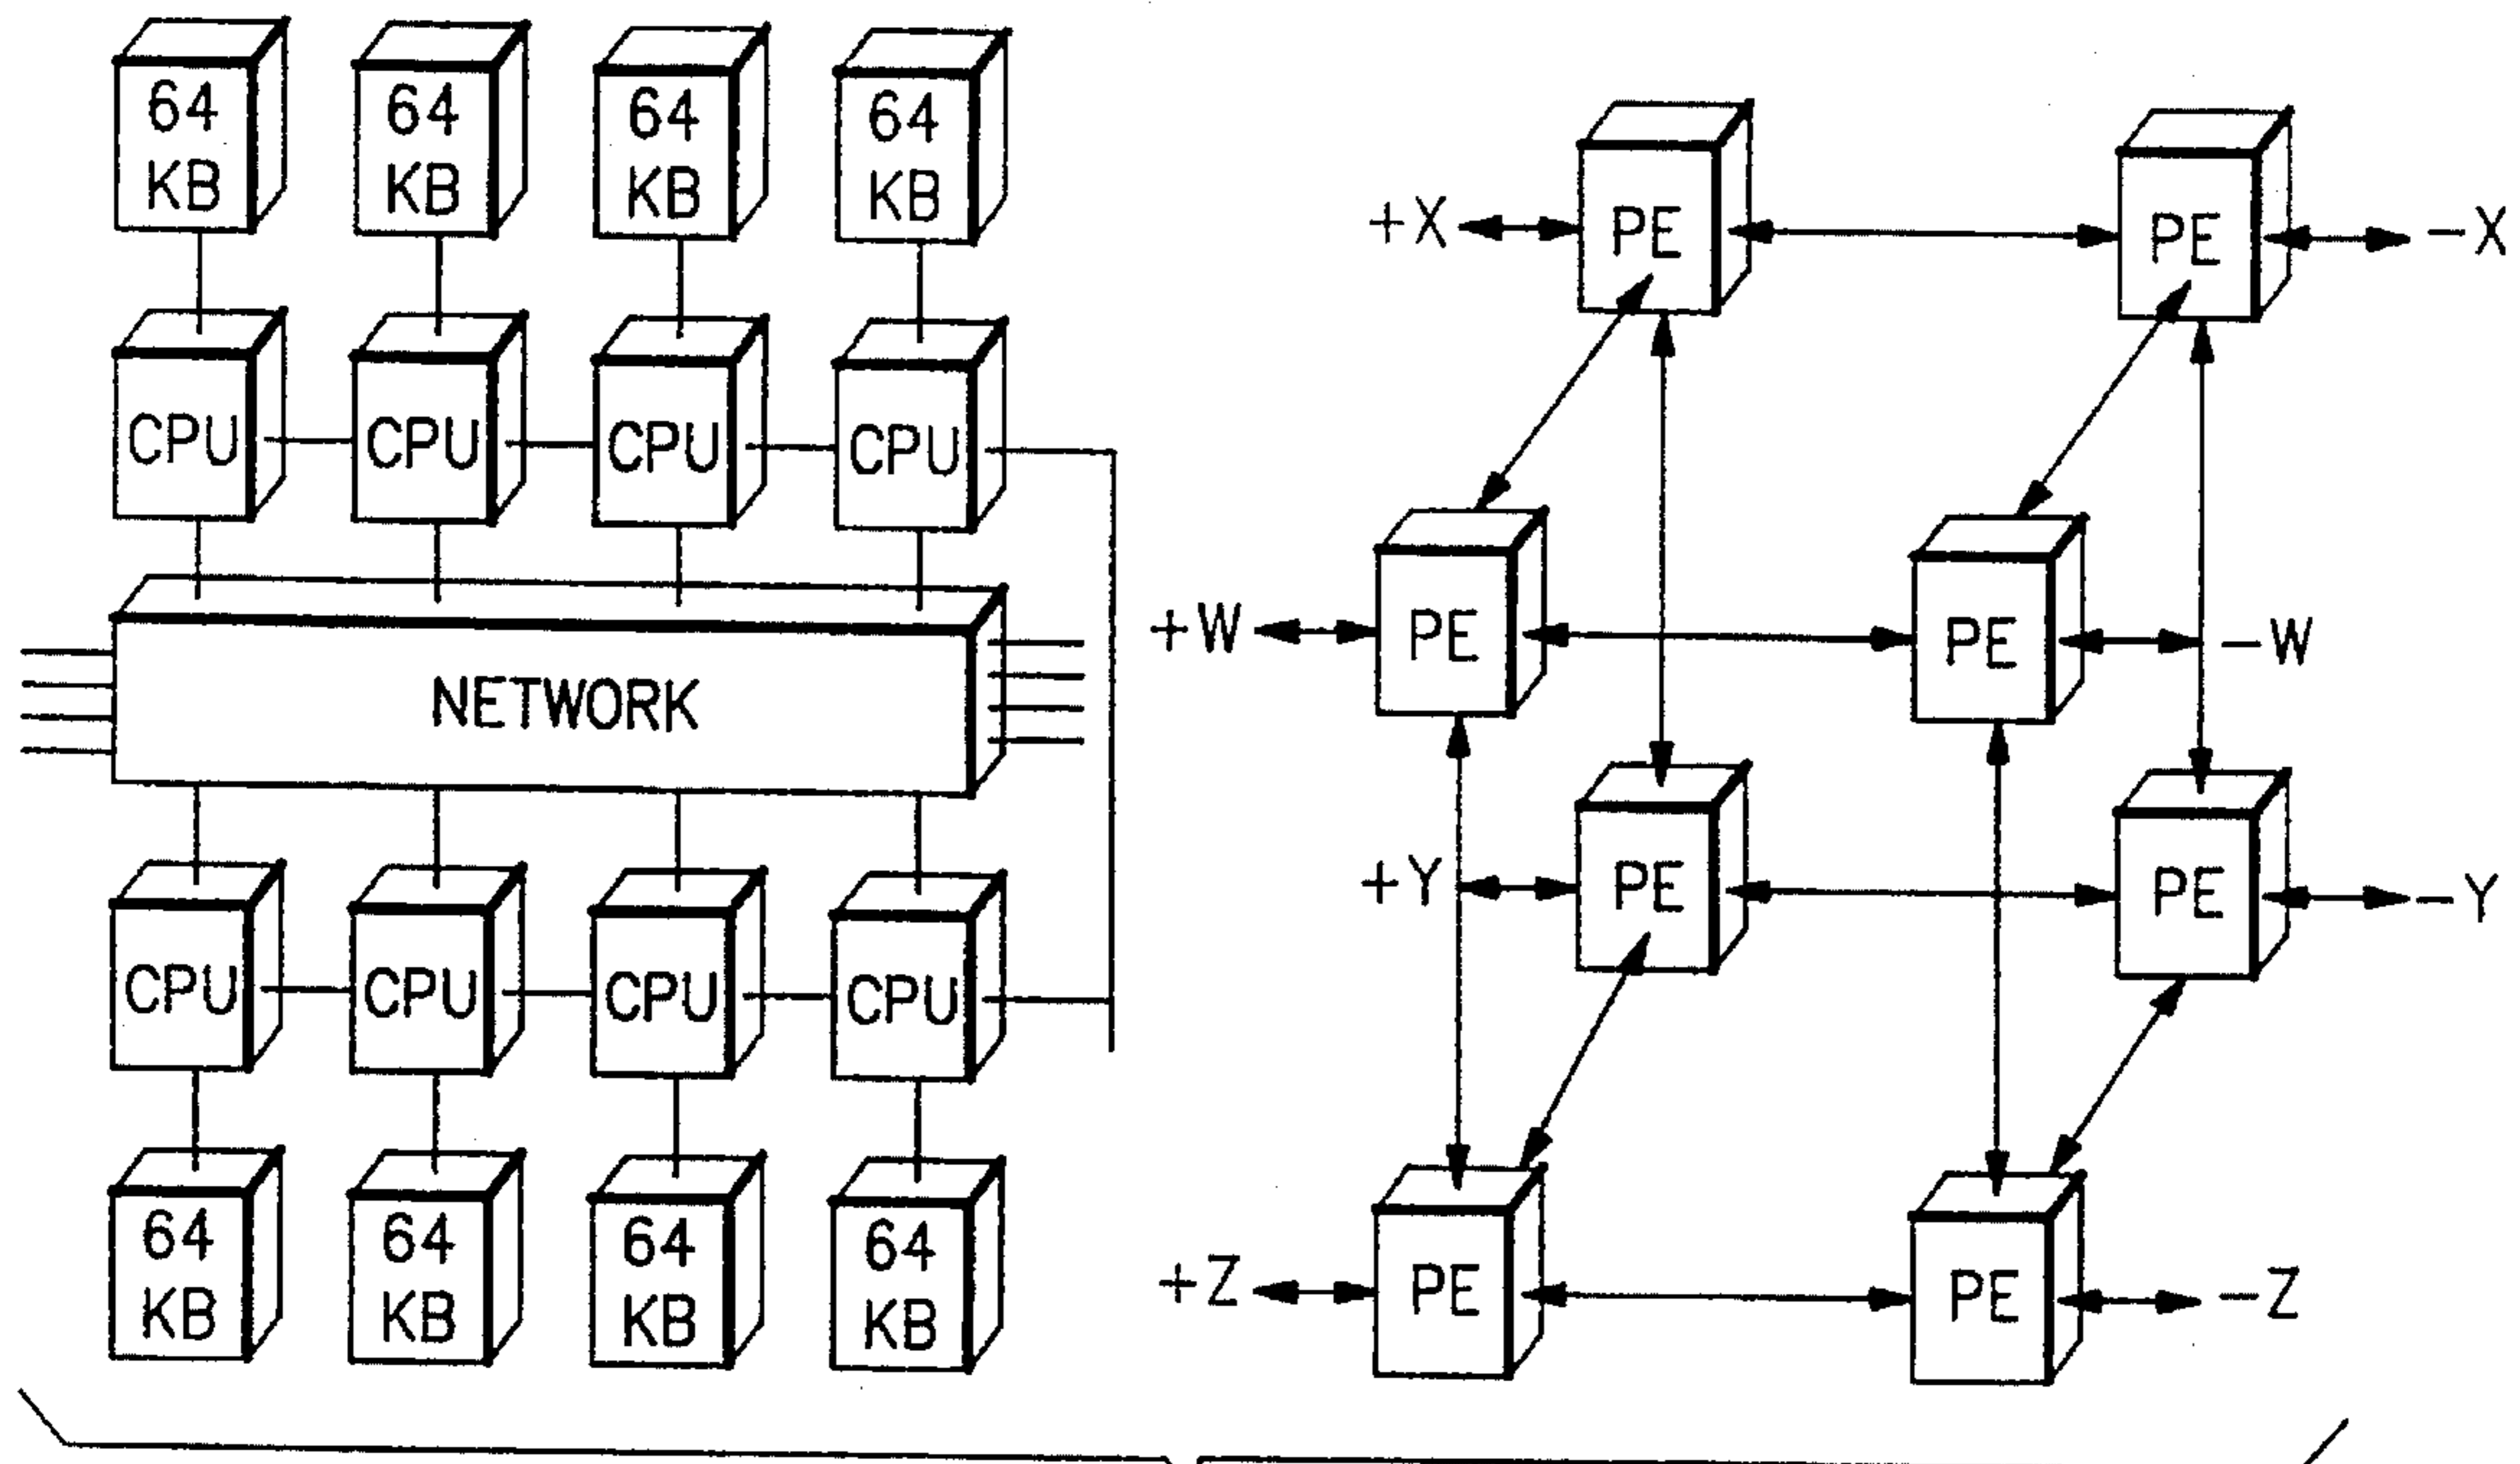 64 KB
64 KB
64 KB
64 KB
CPU
CPU
CPU
CPU
NETWORK
CPU
CPU
CPU
CPU
64 KB
64 KB
64 KB
64 KB
+X
PE
PE
-X
+W
PE
PE
-W
+Y
PE
PE
-Y
+Z
PE
PE
-Z